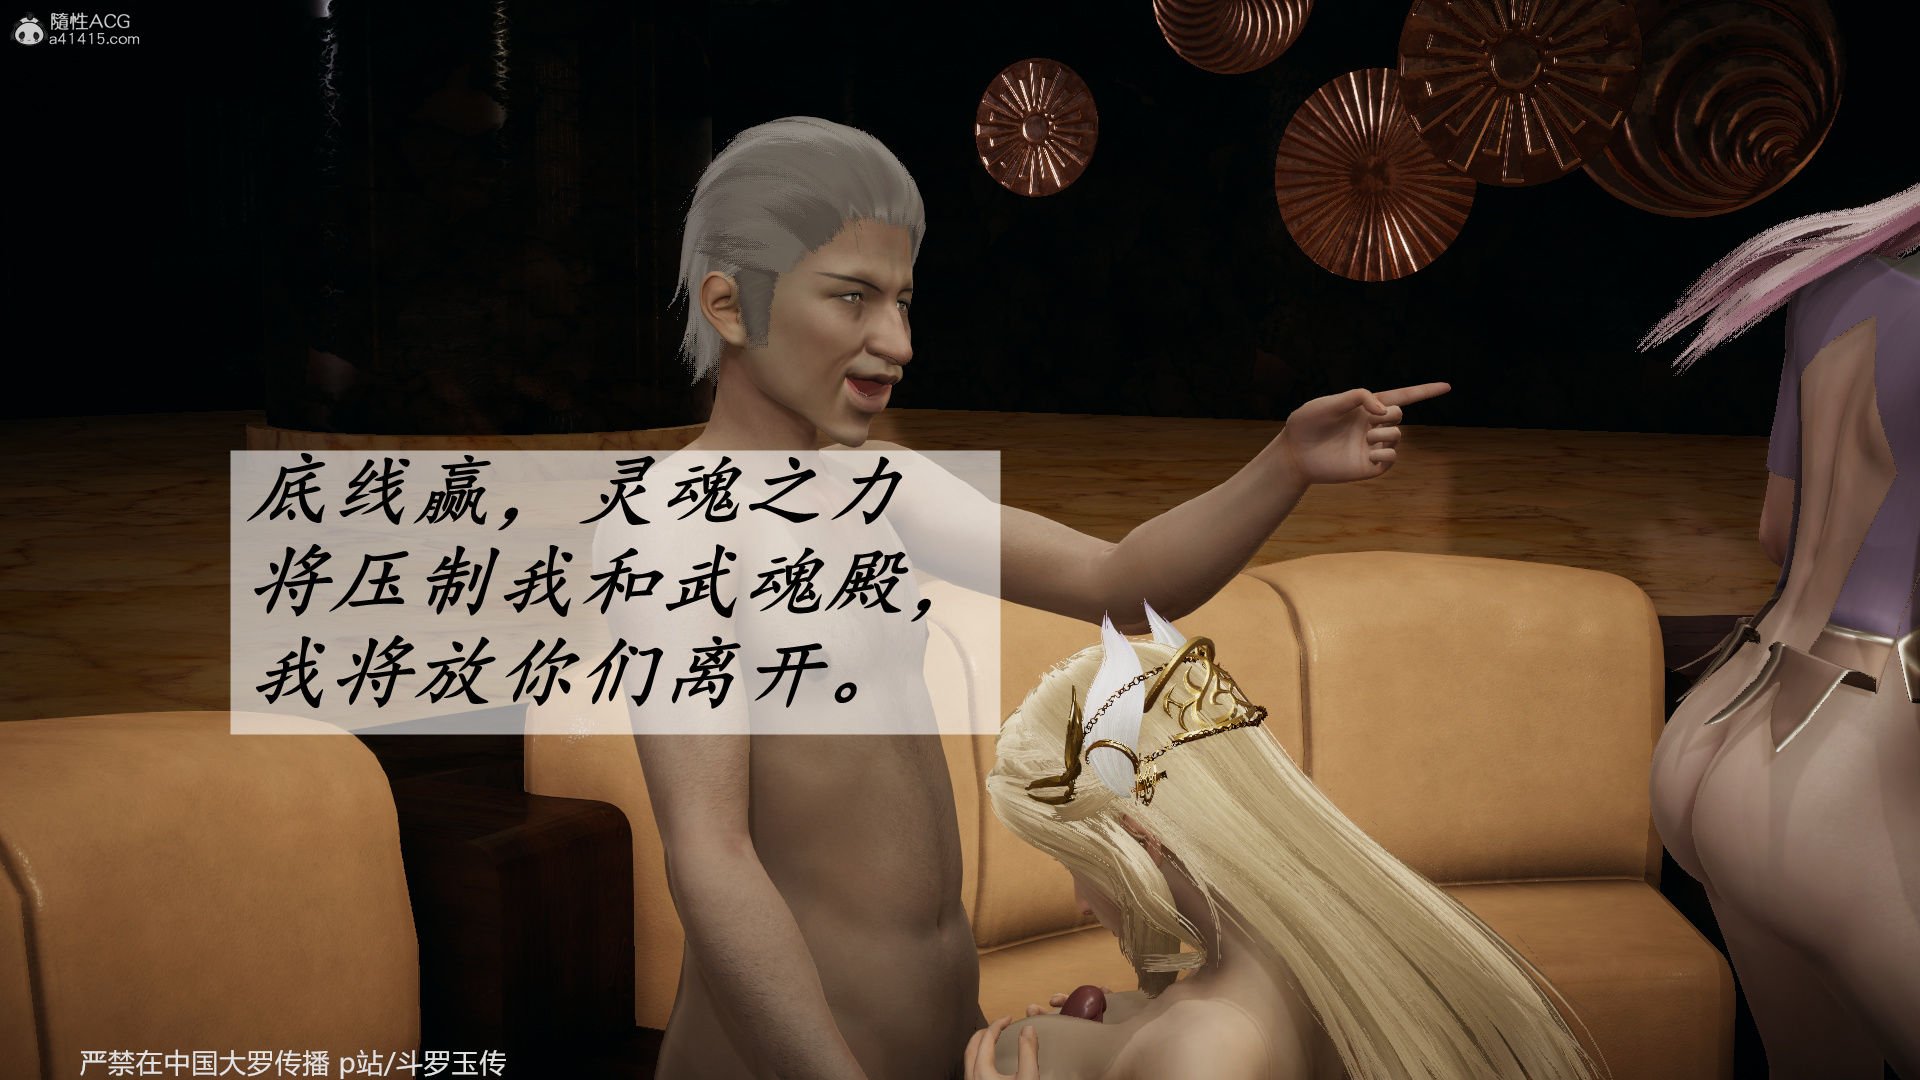 隨性ACG
a41415.com
底线赢，灵魂之力
将压制我和武魂殿，
我将放你们离开。
严禁在中国大罗传播 p站/斗罗玉传